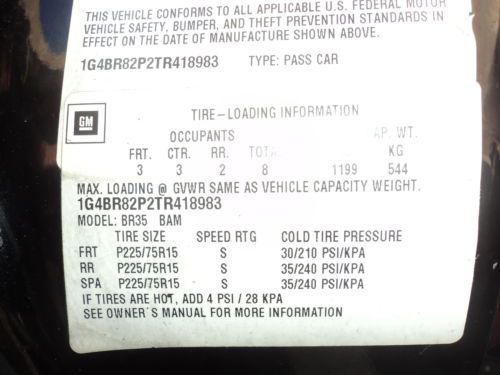 THIS VEHICLE CONFORMS TO ALL APPLICABLE U.S. FEDERAL MOTOR
VEHICLE SAFETY, BUMPER, AND THEFT PREVENTION STANDARDS IN
EFFECT ON THE DATE OF MANUFACTURE SHOWN ABOVE.
1G4BR82P2TR418983 TYPE: PASS CAR
GM
TIRE-LOADING INFORMATION
OCCUPANTS AP. WT.
FRT. CTR. RR. TOTA KG
3 3 2 8 1199 544
MAX. LOADING @ GVWR SAME AS VEHICLE CAPACITY WEIGHT.
1G4BR82P2TR418983
MODEL: BR35 BAM
TIRE SIZE SPEED RTG COLD TIRE PRESSURE
FRT P225/75R15 S 30/210 PSI/KPA
RR P225/75R15 S 35/240 PSI/KPA
SPA P225/75R15 S 35/240 PSI/KPA
IF TIRES ARE HOT, ADD 4 PSI / 28 KPA
SEE OWNER'S MANUAL FOR MORE INFORMATION